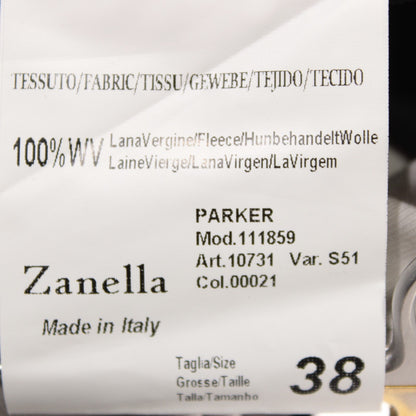 TESSUTO/FABRIC/TISSU/GEWEBE/TEJIDO/TECIDO
100%WV LanaVergine/Fleece/HunbehandeltWolle
LaineVierge/LanaVirgen/LaVirgem
PARKER
Mod.111859
Art.10731 Var. S51
Col.00021
Zanella
Made in Italy
Taglia/Size
Grosse/Taille
Talla/Tamanho
38